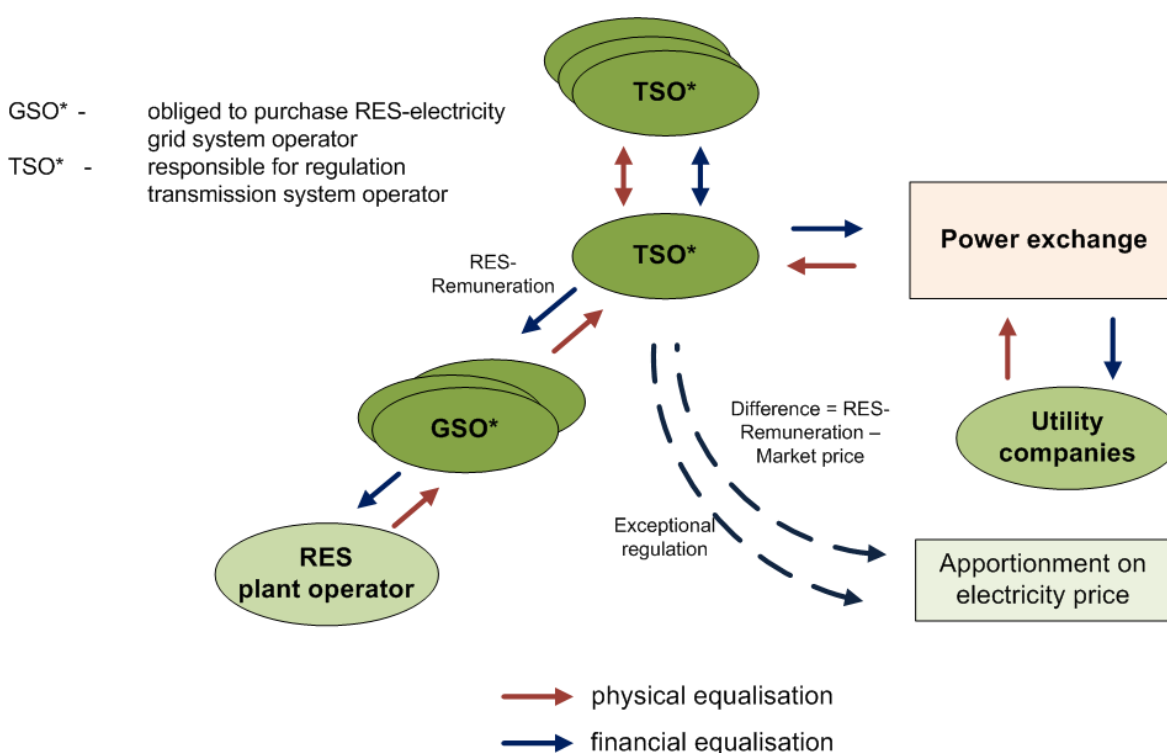 TSO*
GSO* - obliged to purchase RES-electricity
grid system operator
TSO* - responsible for regulation
transmission system operator
TSO*
Power exchange
RES-
Remuneration
GSO*
Difference = RES-
Remuneration –
Market price
Utility
companies
Exceptional
regulation
RES
plant operator
Apportionment on
electricity price
physical equalisation
financial equalisation